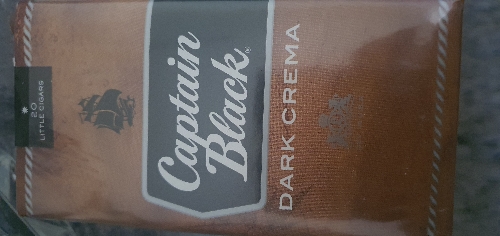 20
LITTLE CIGARS
Captain
Black®
DARK CREMA